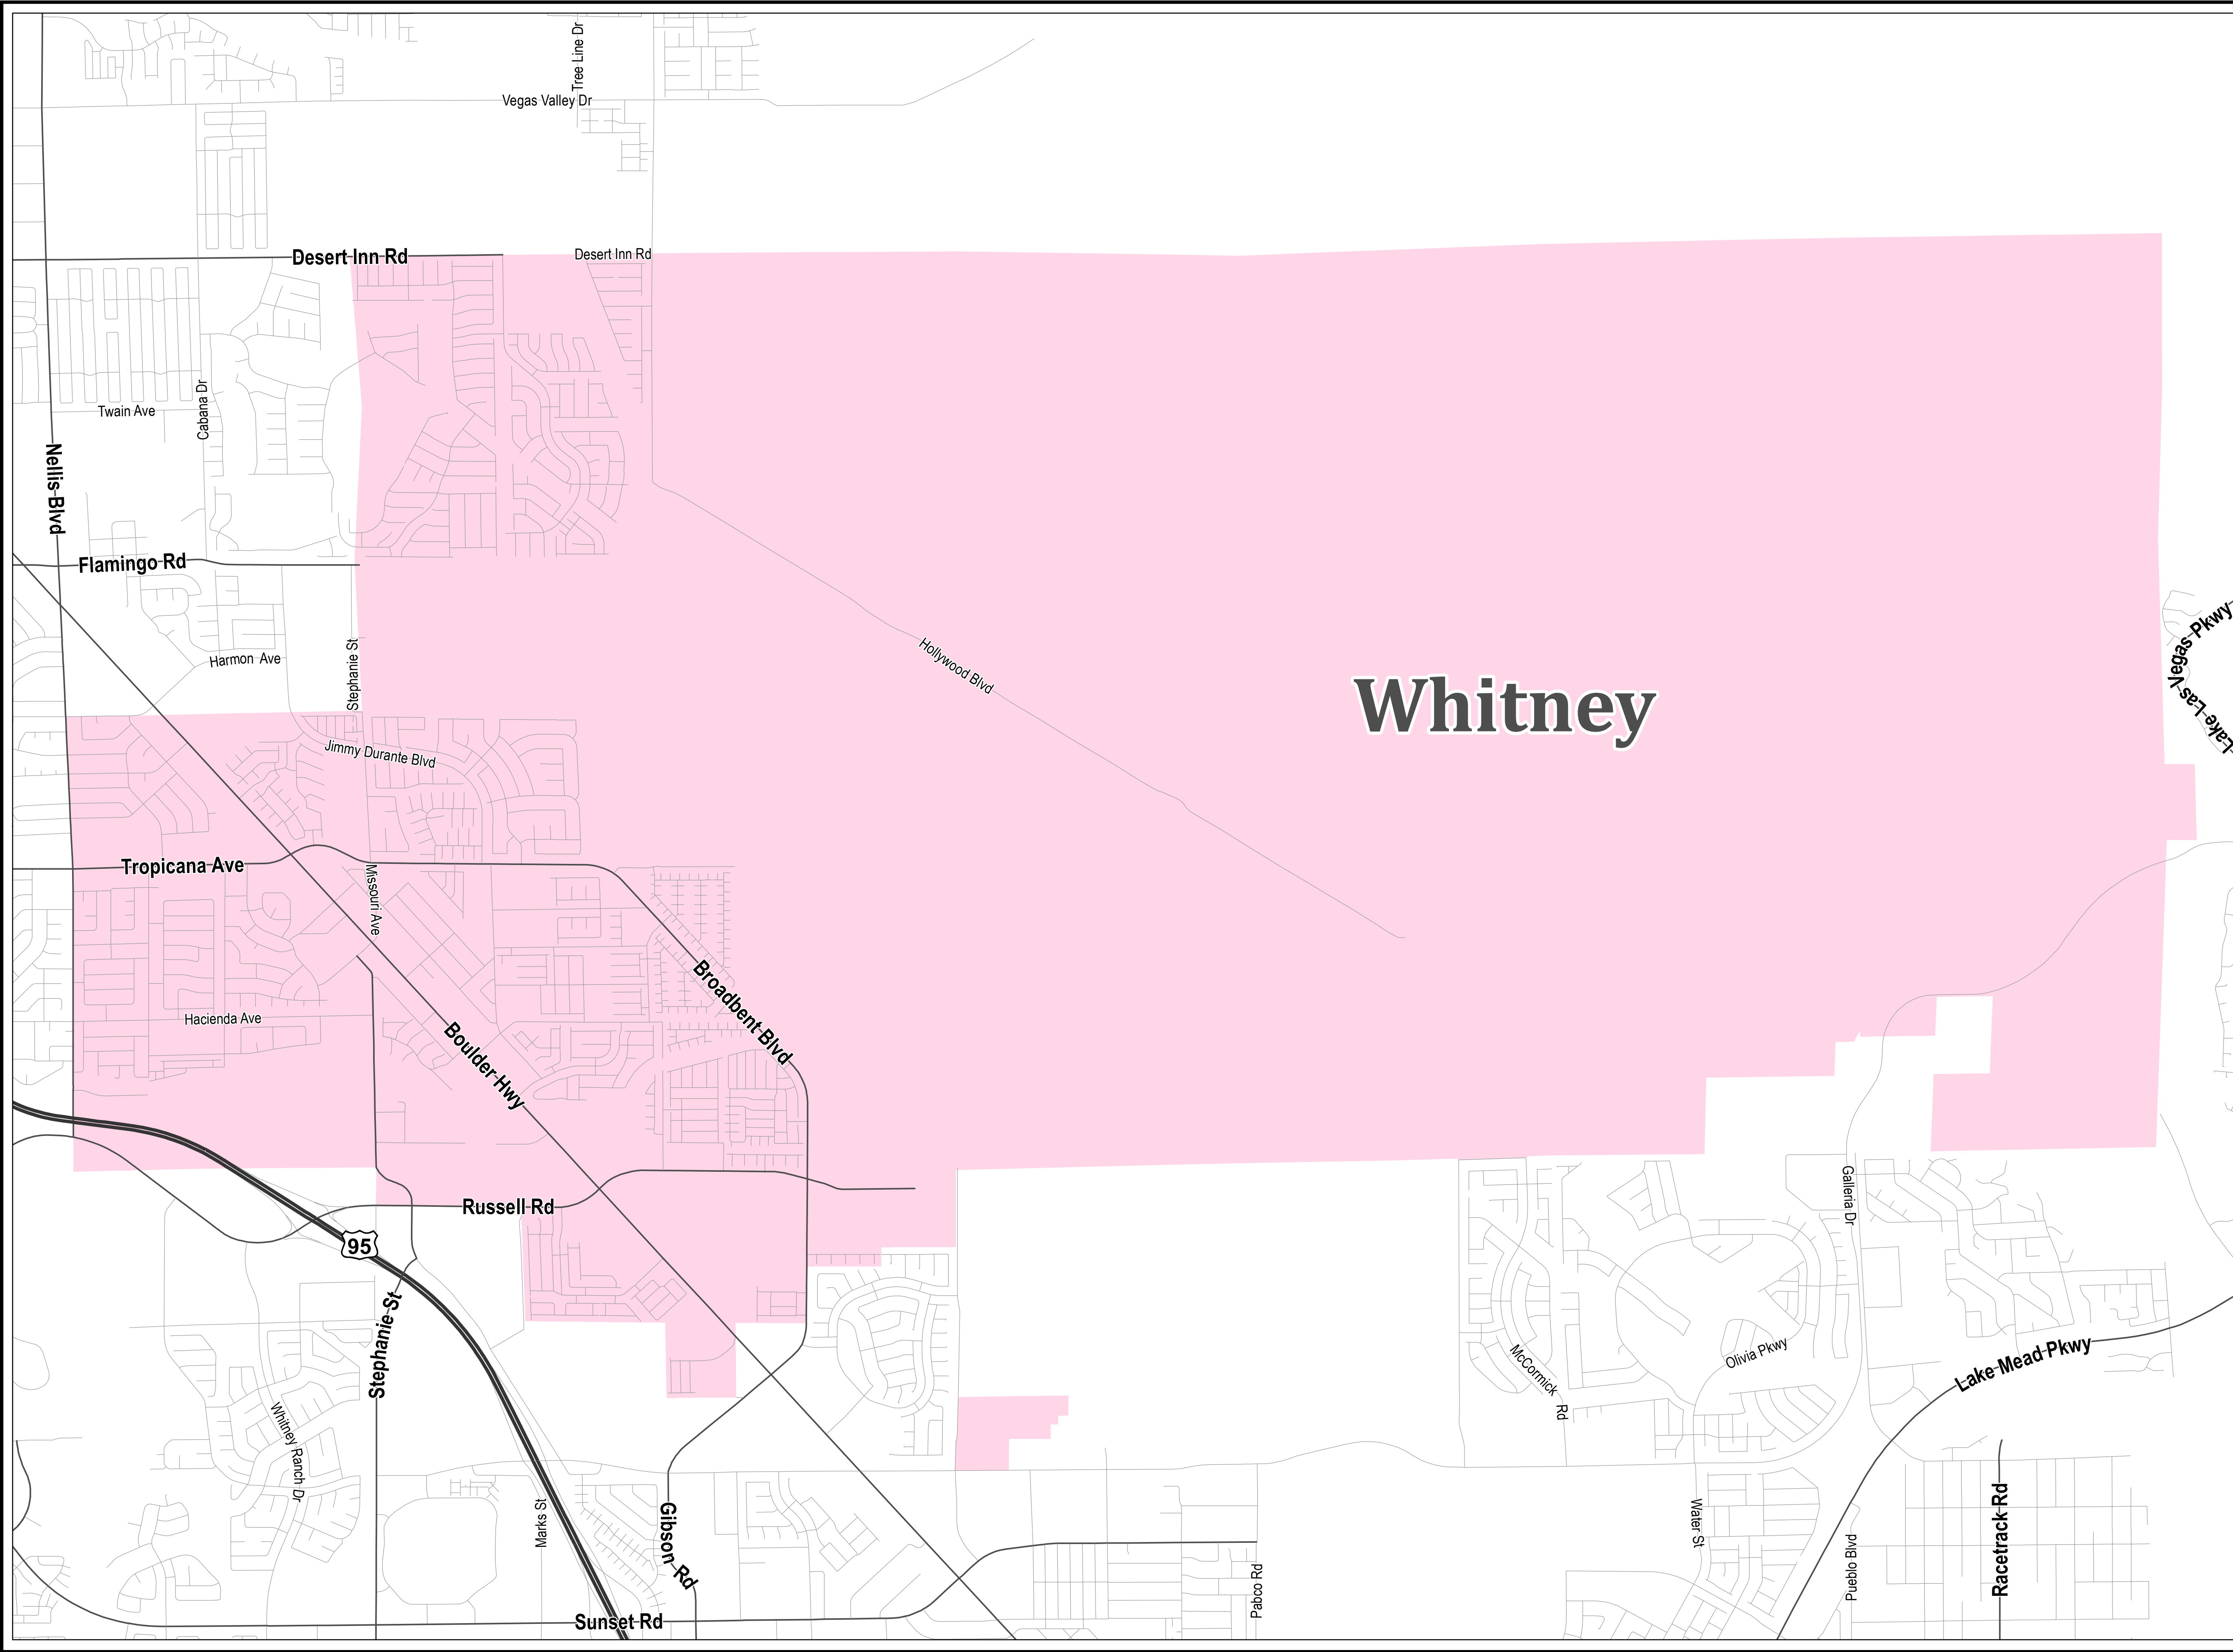 Tree Line Dr
Vegas Valley Dr
Desert Inn Rd
Desert Inn Rd
Cabana Dr
Twain Ave
Nellis Blvd
Flamingo Rd
Harmon Ave
Stephanie St
Hollywood Blvd
Whitney
Lake Las Vegas Pkwy
Jimmy Durante Blvd
Tropicana Ave
Missouri Ave
Broadbent Blvd
Hacienda Ave
Boulder Hwy
Russell Rd
Galleria Dr
95
Stephanie St
McCormick Rd
Olivia Pkwy
Lake Mead Pkwy
Whitney Ranch Dr
Marks St
Gibson Rd
Water St
Pueblo Blvd
Racetrack Rd
Pabco Rd
Sunset Rd